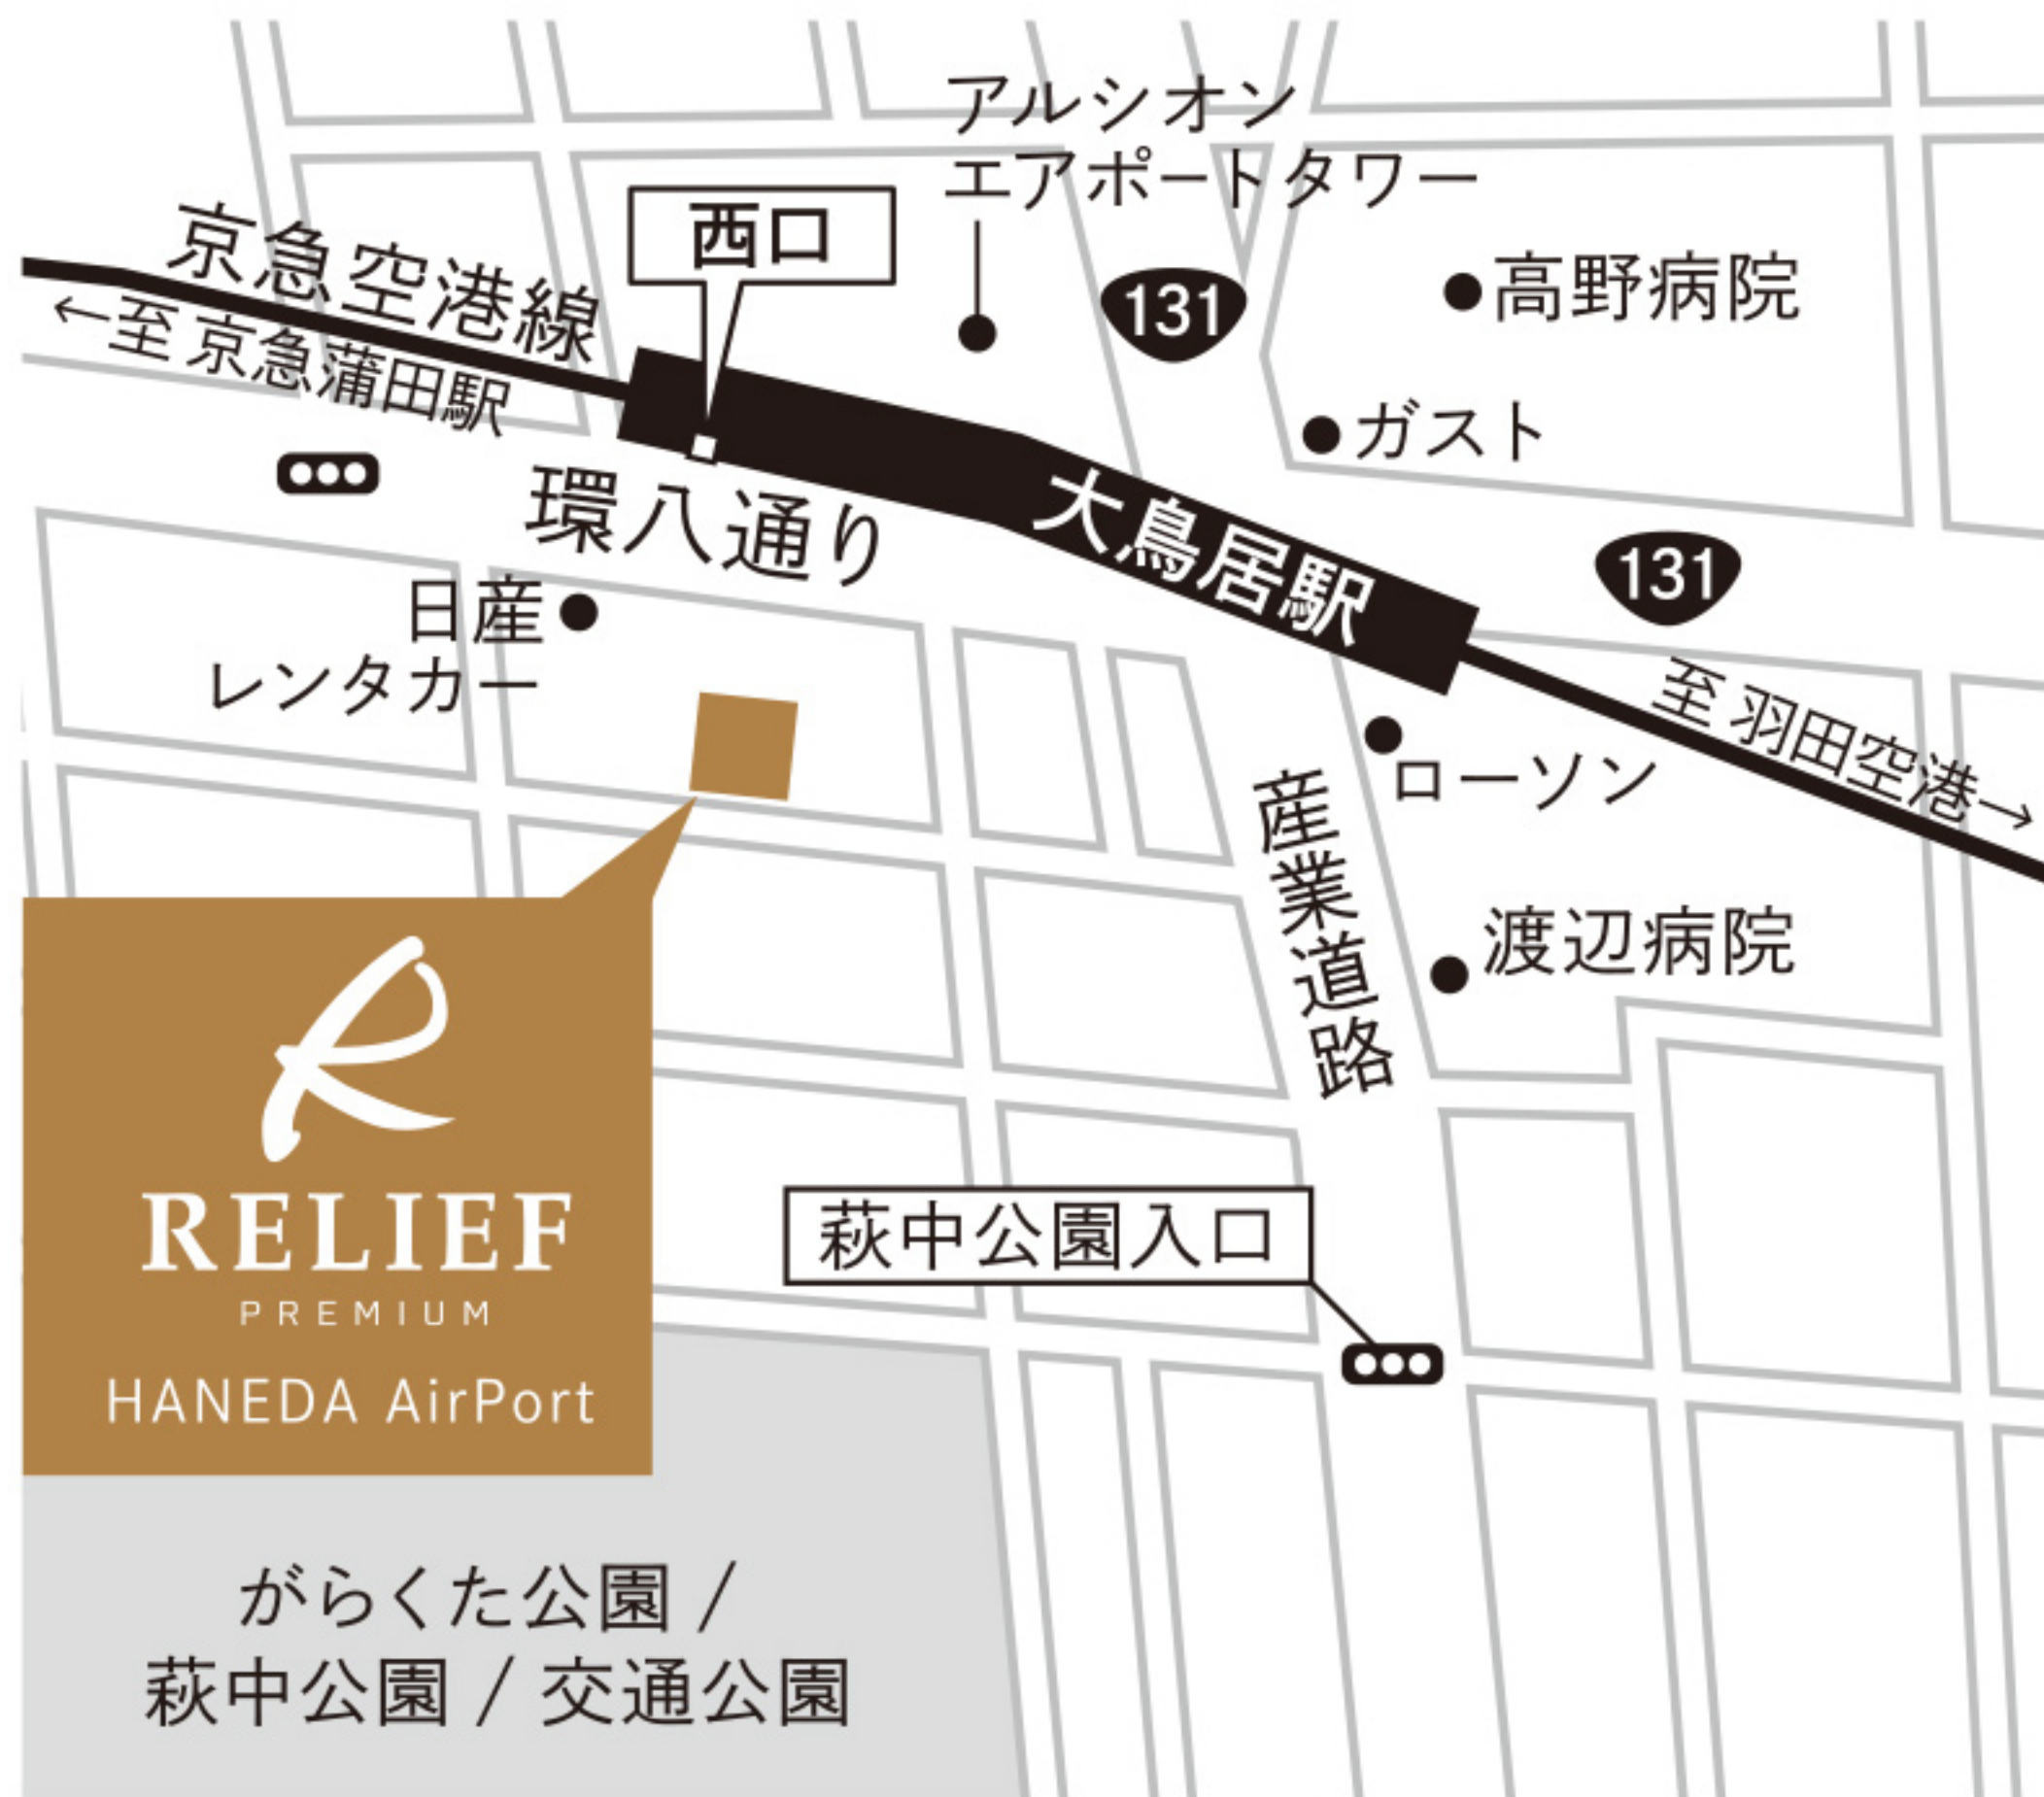 アルシオン
エアポートタワー
西口
京急空港線
←至 京急蒲田駅
131
高野病院
ガスト
環八通り
大鳥居駅
131
日産
レンタカー
至 羽田空港→
ローソン
産業道路
渡辺病院
R
RELIEF
PREMIUM
HANEDA AirPort
萩中公園入口
がらくた公園 /
萩中公園 / 交通公園